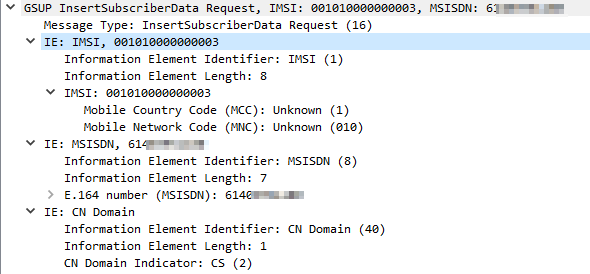 GSUP InsertSubscriberData Request, IMSI: 001010000000003, MSISDN: 61
Message Type: InsertSubscriberData Request (16)
IE: IMSI, 001010000000003
Information Element Identifier: IMSI (1)
Information Element Length: 8
IMSI: 001010000000003
Mobile Country Code (MCC): Unknown (1)
Mobile Network Code (MNC): Unknown (010)
IE: MSISDN, 614
Information Element Identifier: MSISDN (8)
Information Element Length: 7
E.164 number (MSISDN): 6140
IE: CN Domain
Information Element Identifier: CN Domain (40)
Information Element Length: 1
CN Domain Indicator: CS (2)